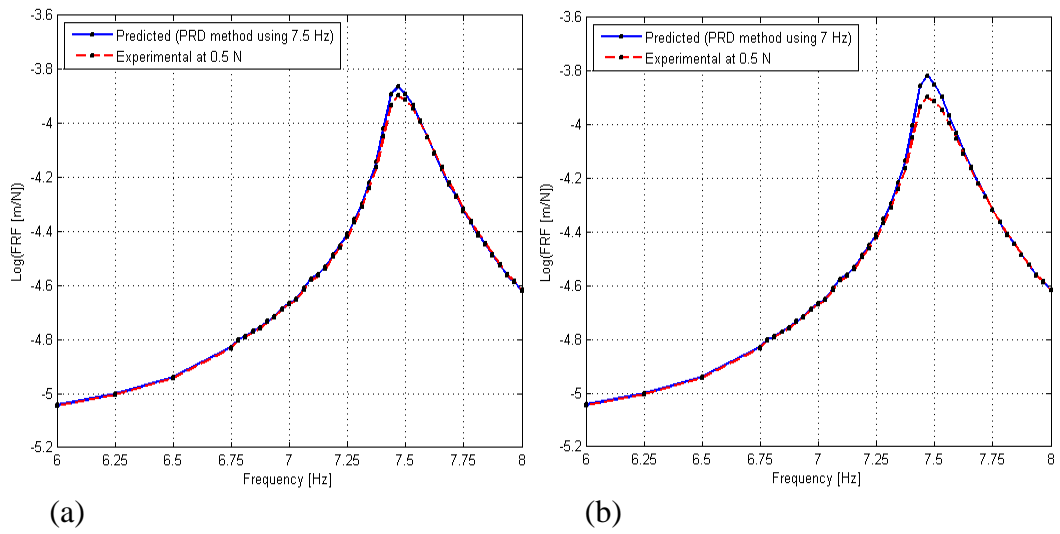 -3.6
-3.8
-4
-4.2
-4.4
-4.6
-4.8
-5
-5.2
Log(FRF [m/N])
Predicted (PRD method using 7.5 Hz)
Experimental at 0.5 N
6 6.25 6.5 6.75 7 7.25 7.5 7.75 8
Frequency [Hz]
(a)
-3.6
-3.8
-4
-4.2
-4.4
-4.6
-4.8
-5
-5.2
Log(FRF [m/N])
Predicted (PRD method using 7 Hz)
Experimental at 0.5 N
6 6.25 6.5 6.75 7 7.25 7.5 7.75 8
Frequency [Hz]
(b)